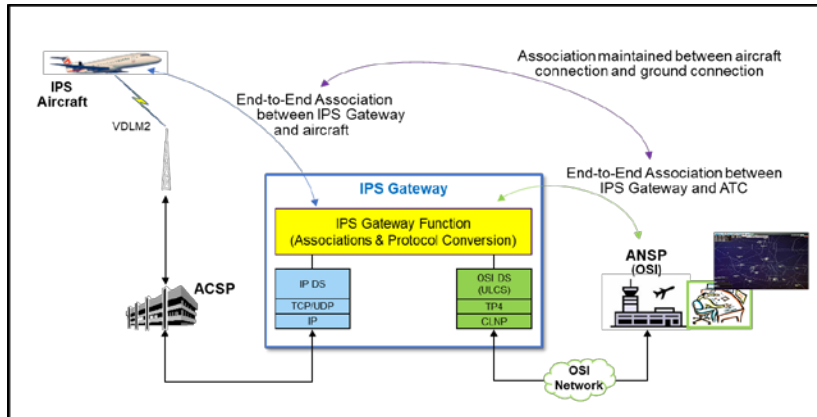 Association maintained between aircraft
connection and ground connection
IPS
Aircraft
VDLM2
End-to-End Association
between IPS Gateway
and aircraft
End-to-End Association between
IPS Gateway and ATC
IPS Gateway
IPS Gateway Function
(Associations & Protocol Conversion)
ANSP
(OSI)
ACSP
IP DS
TCP/UDP
IP
OSI DS
(ULCS)
TP4
CLNP
OSI
Network